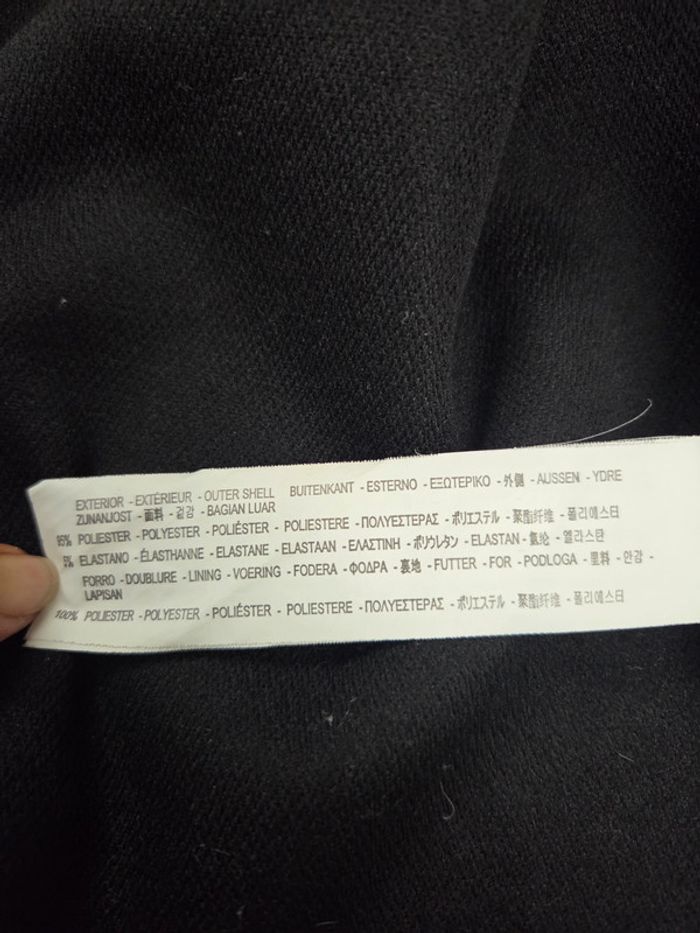 EXTERIOR - EXTÉRIEUR - OUTER SHELL BUITENKANT - ESTERNO - ΕΞΩΤΕΡΙΚΟ - 外側 - AUSSEN - YDRE
ZUNANJOST - 面料 - 겉감 - BAGIAN LUAR
95% POLIESTER - POLYESTER - POLIÉSTER - POLIESTERE - ΠΟΛΥΕΣΤΕΡΑΣ - ポリエステル - 聚酯纤维 - 폴리에스터
5% ELASTANO - ÉLASTHANNE - ELASTANE - ELASTAAN - ΕΛΑΣΤΙΝΗ - ポリウレタン - ELASTAN - 氨纶 - 엘라스탄
FORRO - DOUBLURE - LINING - VOERING - FODERA - ΦΟΔΡΑ - 裏地 - FUTTER - FOR - PODLOGA - 里料 - 안감 -
LAPISAN
100% POLIESTER - POLYESTER - POLIÉSTER - POLIESTERE - ΠΟΛΥΕΣΤΕΡΑΣ - ポリエステル - 聚酯纤维 - 폴리에스터